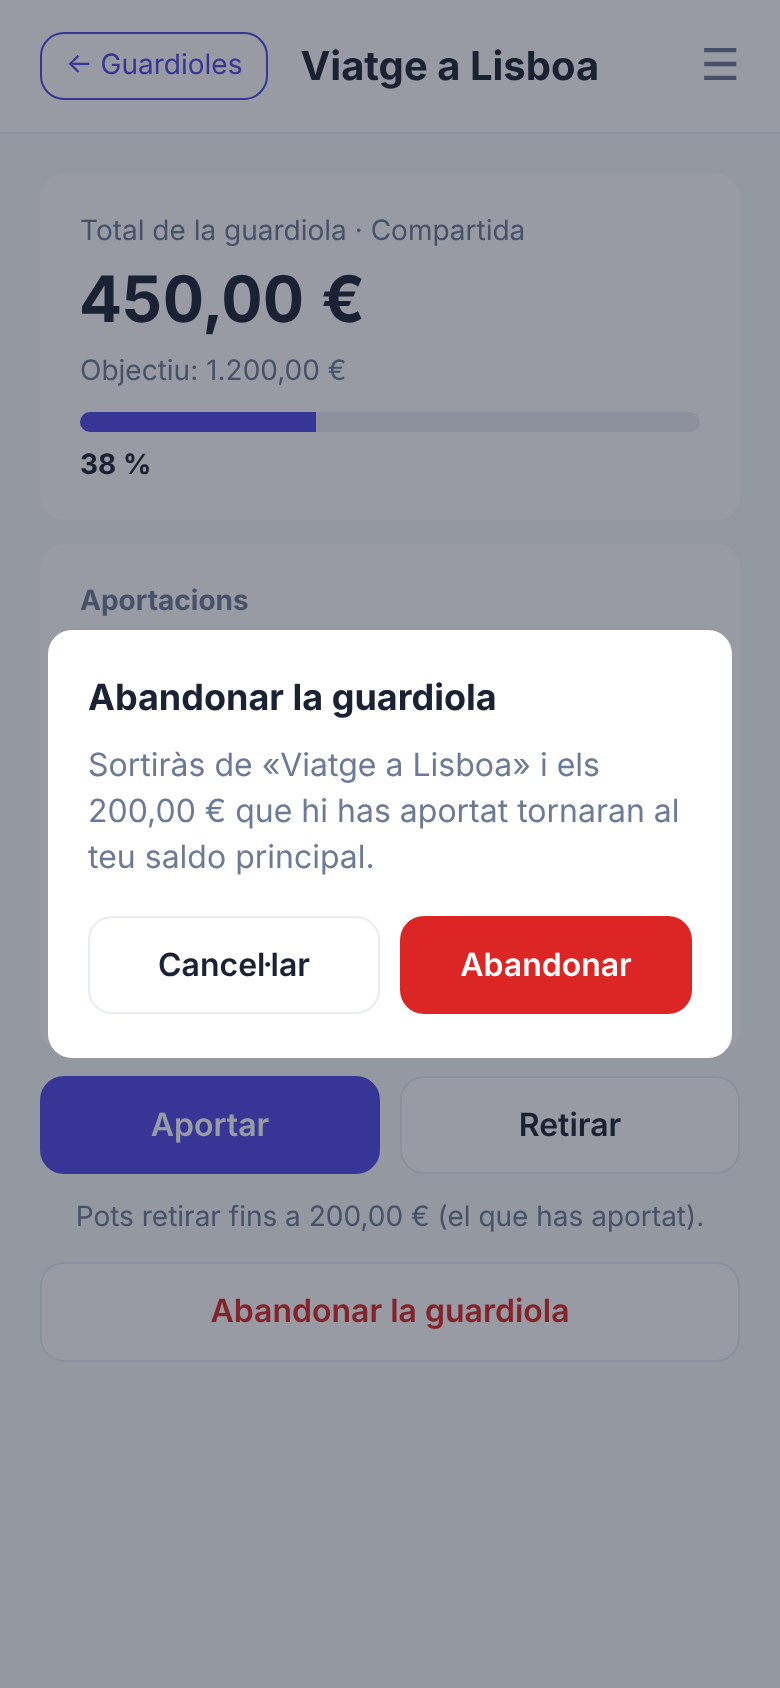 ← Guardioles
Viatge a Lisboa
Total de la guardiola · Compartida
450,00 €
Objectiu: 1.200,00 €
38 %
Aportacions
Abandonar la guardiola
Sortiràs de «Viatge a Lisboa» i els
200,00 € que hi has aportat tornaran al
teu saldo principal.
Cancel·lar
Abandonar
Aportar
Retirar
Pots retirar fins a 200,00 € (el que has aportat).
Abandonar la guardiola